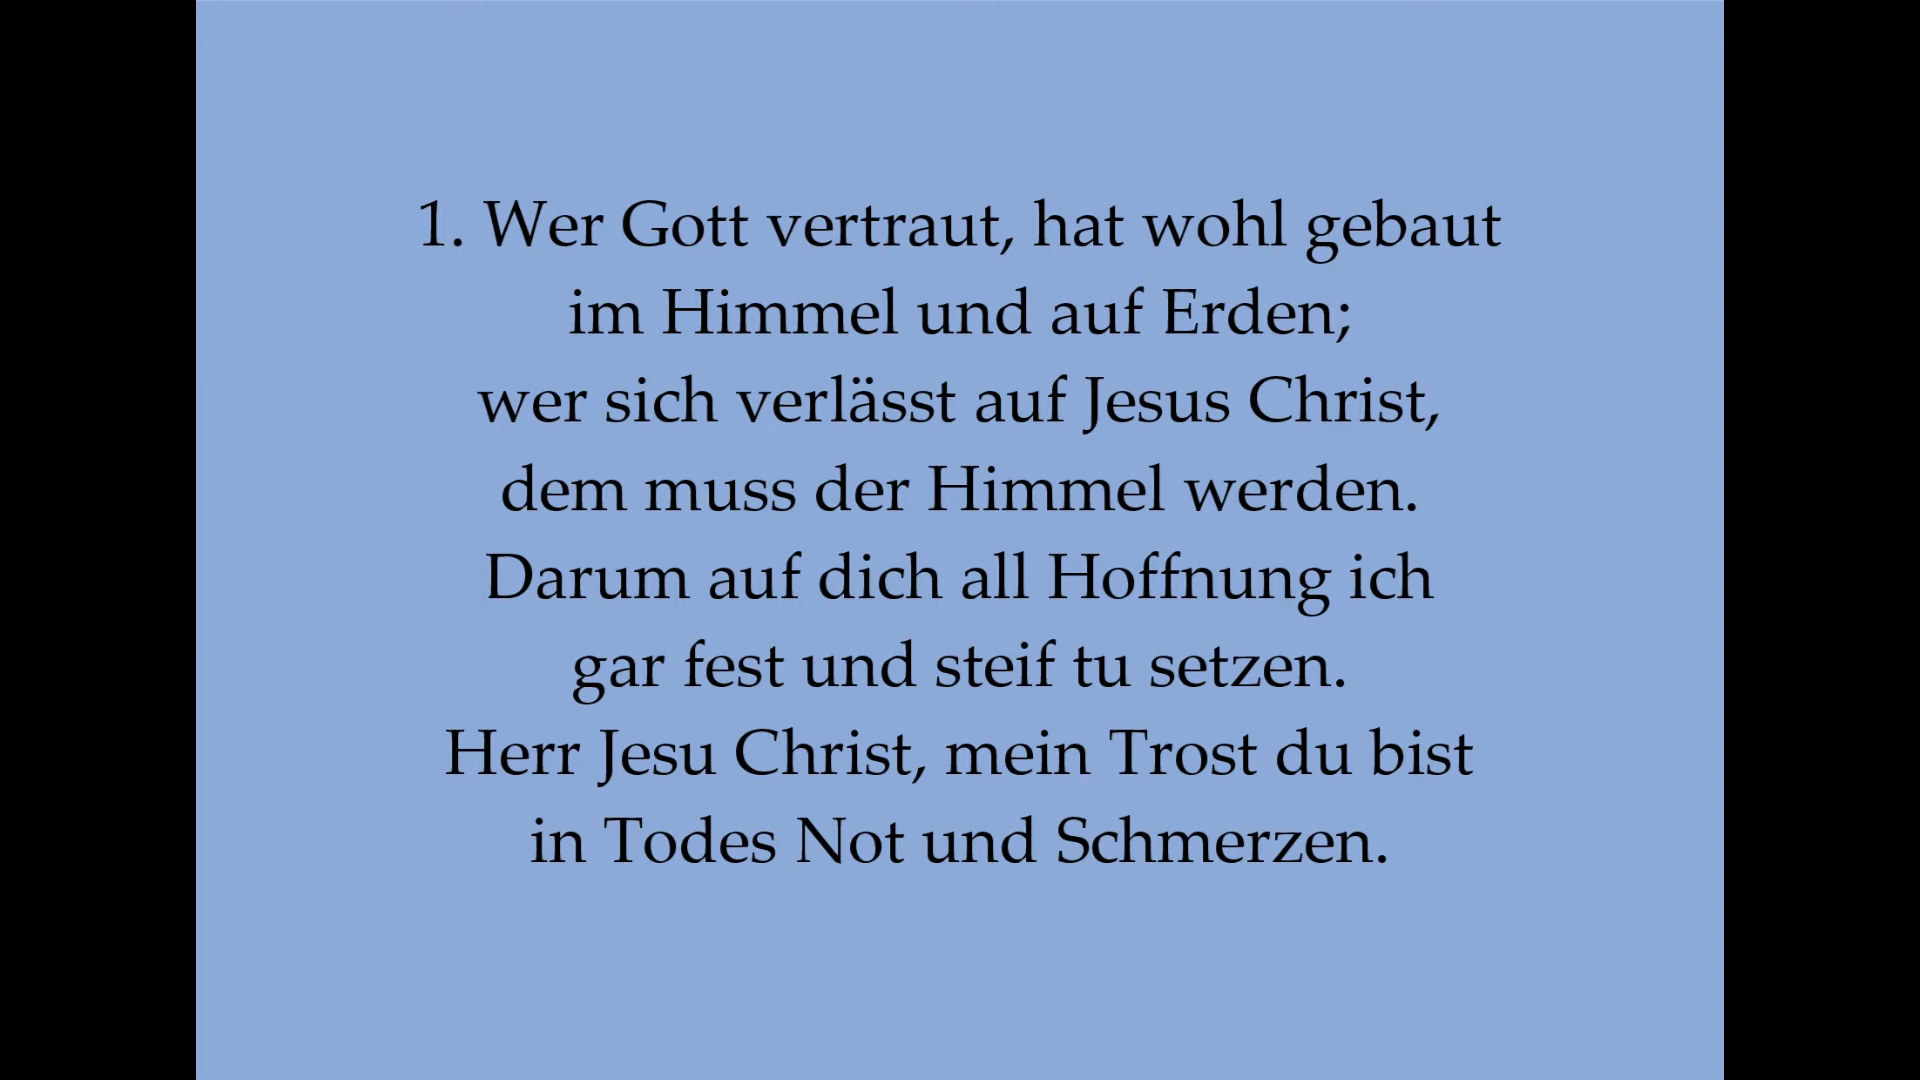 1. Wer Gott vertraut, hat wohl gebaut
im Himmel und auf Erden;
wer sich verlässt auf Jesus Christ,
dem muss der Himmel werden.
Darum auf dich all Hoffnung ich
gar fest und steif tu setzen.
Herr Jesu Christ, mein Trost du bist
in Todes Not und Schmerzen.